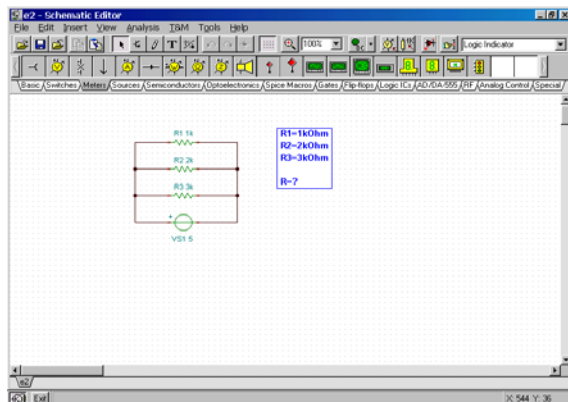 e2 - Schematic Editor
File Edit Insert View Analysis T&M Tools Help
100% Logic Indicator
Basic Switches Meters Sources Semiconductors Optoelectronics Spice Macros Gates Flip-flops Logic ICs AD/DA/555 RF Analog Control Special
R1 1k
R2 2k
R3 3k
+
VS1 5
R1=1kOhm
R2=2kOhm
R3=3kOhm
R=?
e2
Exit X: 544 Y: 36